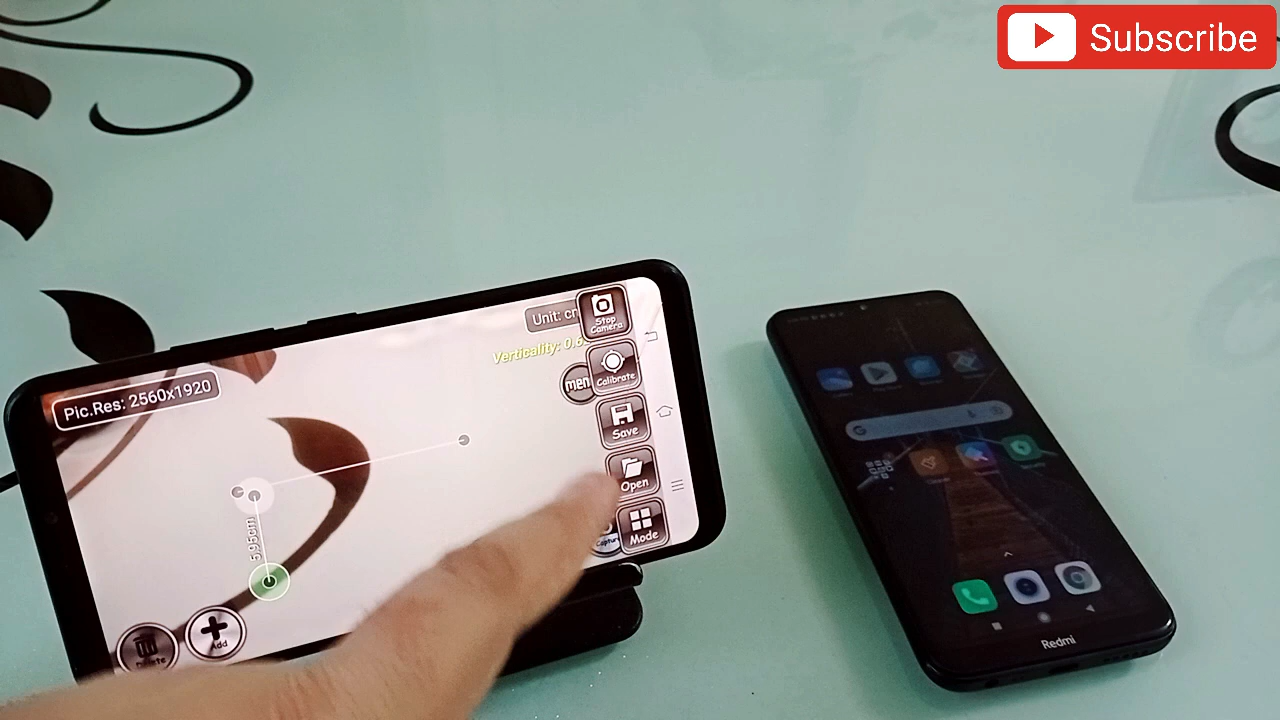 Subscribe
Unit: cm
Stop
Camera
Verticality: 0.6
Calibrate
men
Pic.Res: 2560x1920
Save
Open
5.95cm
Mode
Add
Delete
Redmi